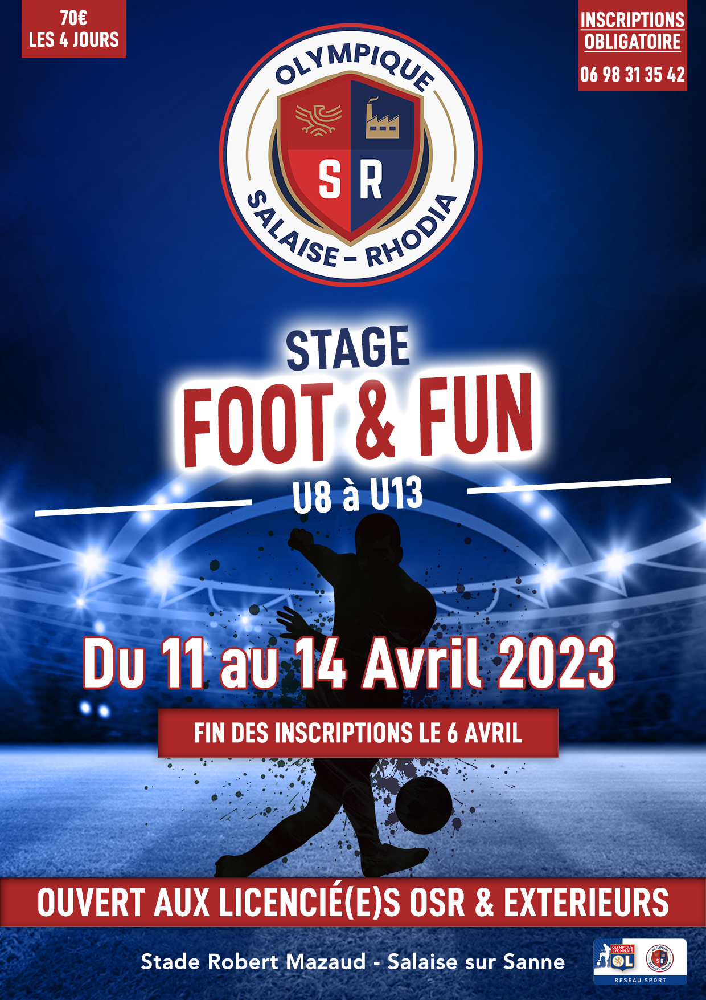 70€
LES 4 JOURS
INSCRIPTIONS
OBLIGATOIRE
06 98 31 35 42
OLYMPIQUE
S R
SALAISE – RHODIA
STAGE
FOOT & FUN
U8 à U13
Du 11 au 14 Avril 2023
FIN DES INSCRIPTIONS LE 6 AVRIL
OUVERT AUX LICENCIÉ(E)S OSR & EXTERIEURS
Stade Robert Mazaud - Salaise sur Sanne
OLYMPIQUE
LYONNAIS
OL
OLYMPIQUE
S R
SALAISE – RHODIA
RESEAU SPORT